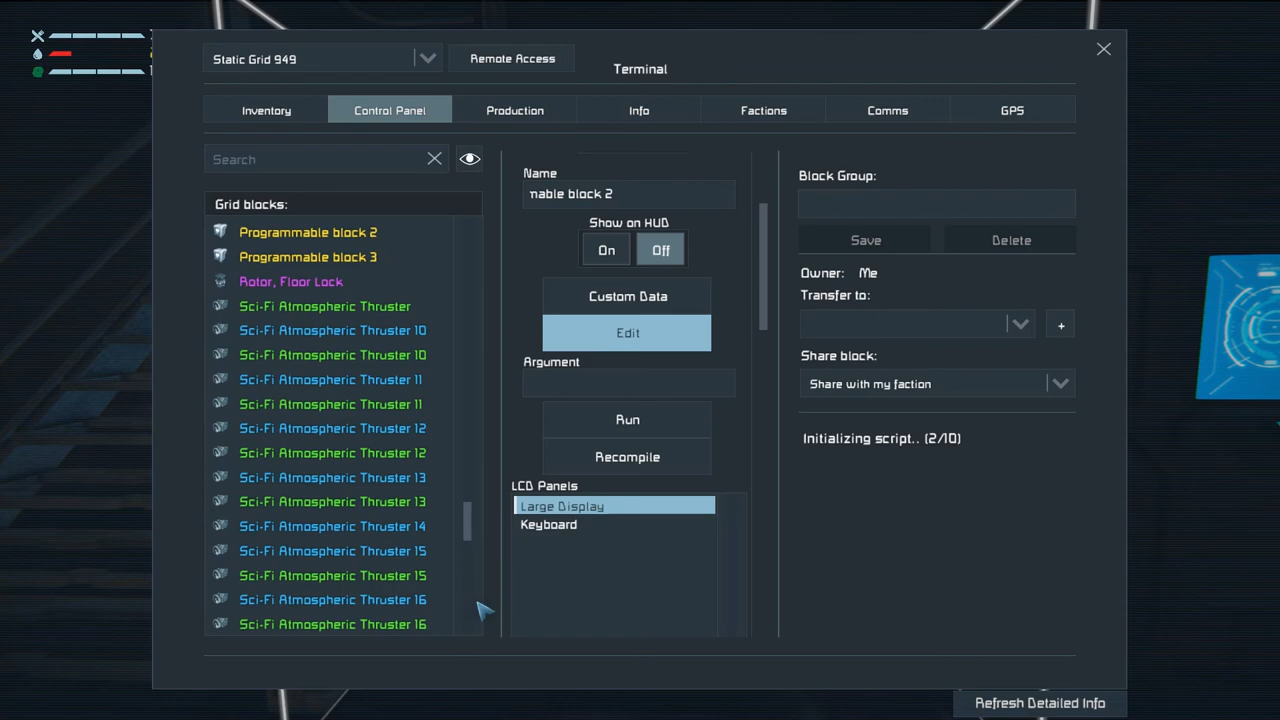 Static Grid 949
Remote Access
Terminal
Inventory
Control Panel
Production
Info
Factions
Comms
GPS
Search
Grid blocks:
Programmable block 2
Programmable block 3
Rotor, Floor Lock
Sci-Fi Atmospheric Thruster
Sci-Fi Atmospheric Thruster 10
Sci-Fi Atmospheric Thruster 10
Sci-Fi Atmospheric Thruster 11
Sci-Fi Atmospheric Thruster 11
Sci-Fi Atmospheric Thruster 12
Sci-Fi Atmospheric Thruster 12
Sci-Fi Atmospheric Thruster 13
Sci-Fi Atmospheric Thruster 13
Sci-Fi Atmospheric Thruster 14
Sci-Fi Atmospheric Thruster 15
Sci-Fi Atmospheric Thruster 15
Sci-Fi Atmospheric Thruster 16
Sci-Fi Atmospheric Thruster 16
Name
mable block 2
Show on HUD
On
Off
Custom Data
Edit
Argument
Run
Recompile
LCD Panels
Large Display
Keyboard
Block Group:
Save
Delete
Owner: Me
Transfer to:
+
Share block:
Share with my faction
Initializing script.. (2/10)
Refresh Detailed Info